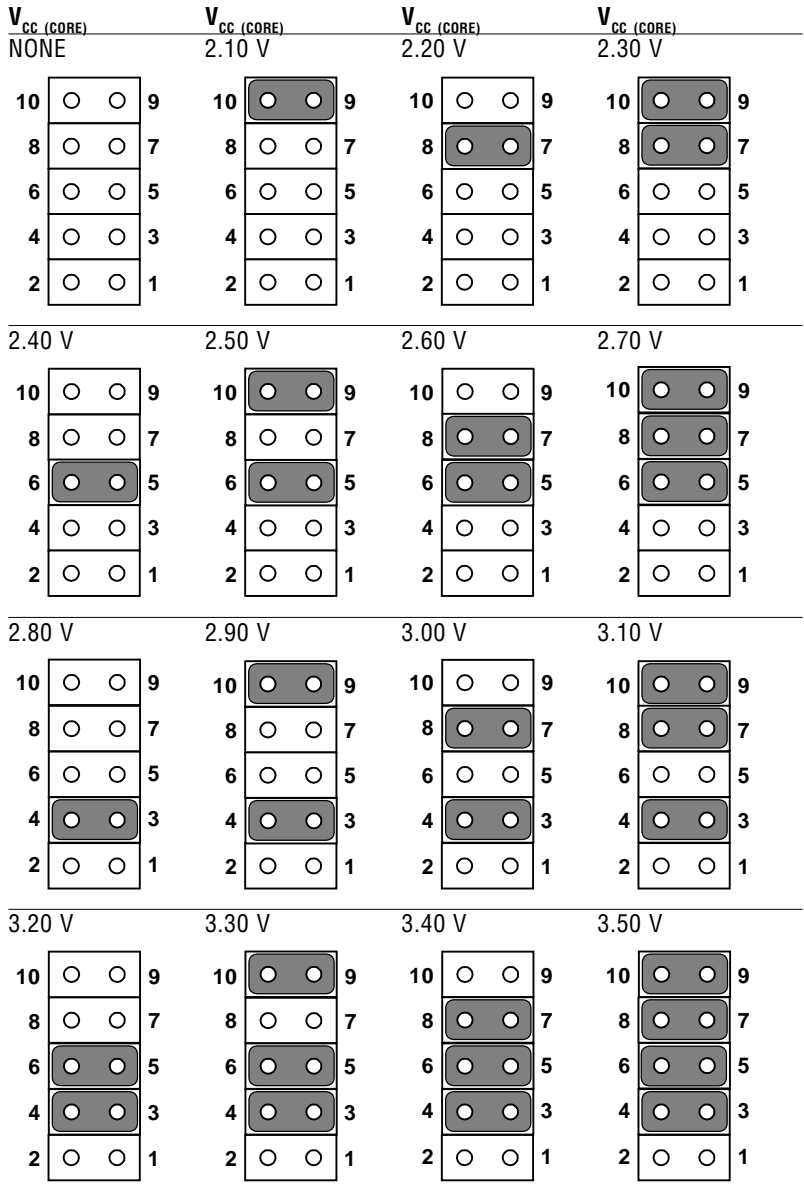 VCC (CORE) VCC (CORE) VCC (CORE) VCC (CORE)
NONE 2.10 V 2.20 V 2.30 V
10 9 10 9 10 9 10 9
8 7 8 7 8 7 8 7
6 5 6 5 6 5 6 5
4 3 4 3 4 3 4 3
2 1 2 1 2 1 2 1
2.40 V 2.50 V 2.60 V 2.70 V
10 9 10 9 10 9 10 9
8 7 8 7 8 7 8 7
6 5 6 5 6 5 6 5
4 3 4 3 4 3 4 3
2 1 2 1 2 1 2 1
2.80 V 2.90 V 3.00 V 3.10 V
10 9 10 9 10 9 10 9
8 7 8 7 8 7 8 7
6 5 6 5 6 5 6 5
4 3 4 3 4 3 4 3
2 1 2 1 2 1 2 1
3.20 V 3.30 V 3.40 V 3.50 V
10 9 10 9 10 9 10 9
8 7 8 7 8 7 8 7
6 5 6 5 6 5 6 5
4 3 4 3 4 3 4 3
2 1 2 1 2 1 2 1